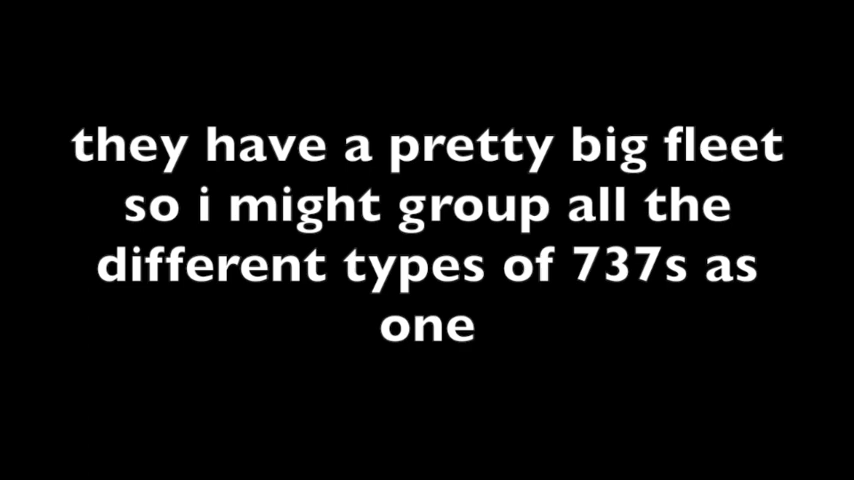 they have a pretty big fleet
so i might group all the
different types of 737s as
one